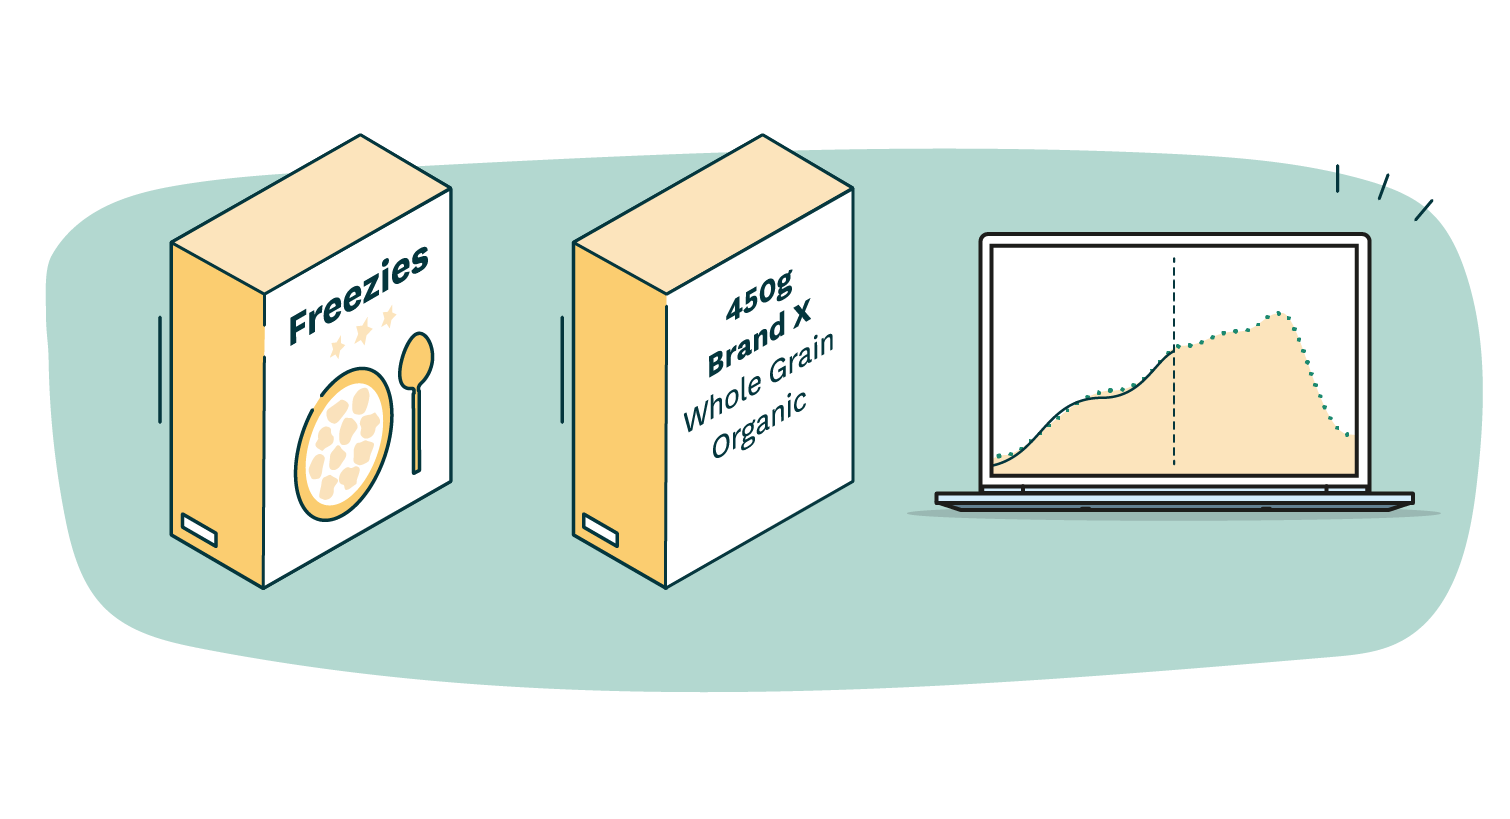 Freezies
450g
Brand X
Whole Grain
Organic